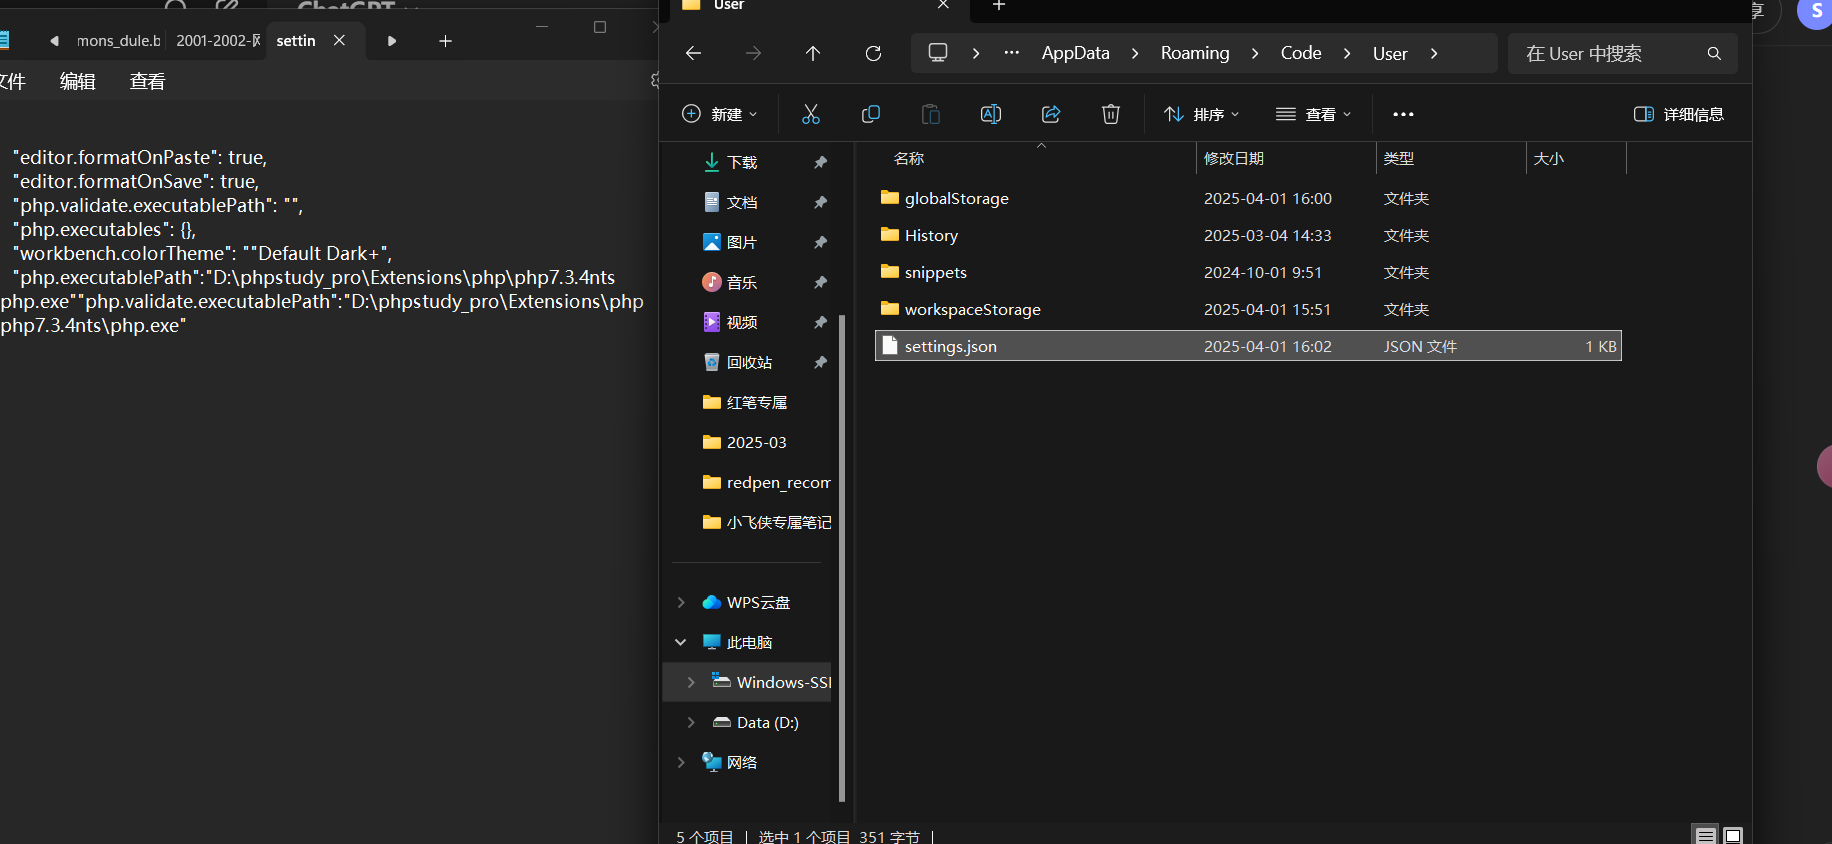 ChatGPT
mons_dule.b
2001-2002-
settin
文件
编辑
查看
"editor.formatOnPaste": true,
"editor.formatOnSave": true,
"php.validate.executablePath": "",
"php.executables": {},
"workbench.colorTheme": ""Default Dark+",
"php.executablePath":"D:\phpstudy_pro\Extensions\php\php7.3.4nts
php.exe""php.validate.executablePath":"D:\phpstudy_pro\Extensions\php
php7.3.4nts\php.exe"
User
享
S
AppData
Roaming
Code
User
在 User 中搜索
新建
排序
查看
详细信息
下载
文档
图片
音乐
视频
回收站
红笔专属
2025-03
redpen_recom
小飞侠专属笔记
WPS云盘
此电脑
Windows-SSI
Data (D:)
网络
名称 修改日期 类型 大小
globalStorage 2025-04-01 16:00 文件夹
History 2025-03-04 14:33 文件夹
snippets 2024-10-01 9:51 文件夹
workspaceStorage 2025-04-01 15:51 文件夹
settings.json 2025-04-01 16:02 JSON 文件 1 KB
5 个项目 | 选中 1 个项目 351 字节 |